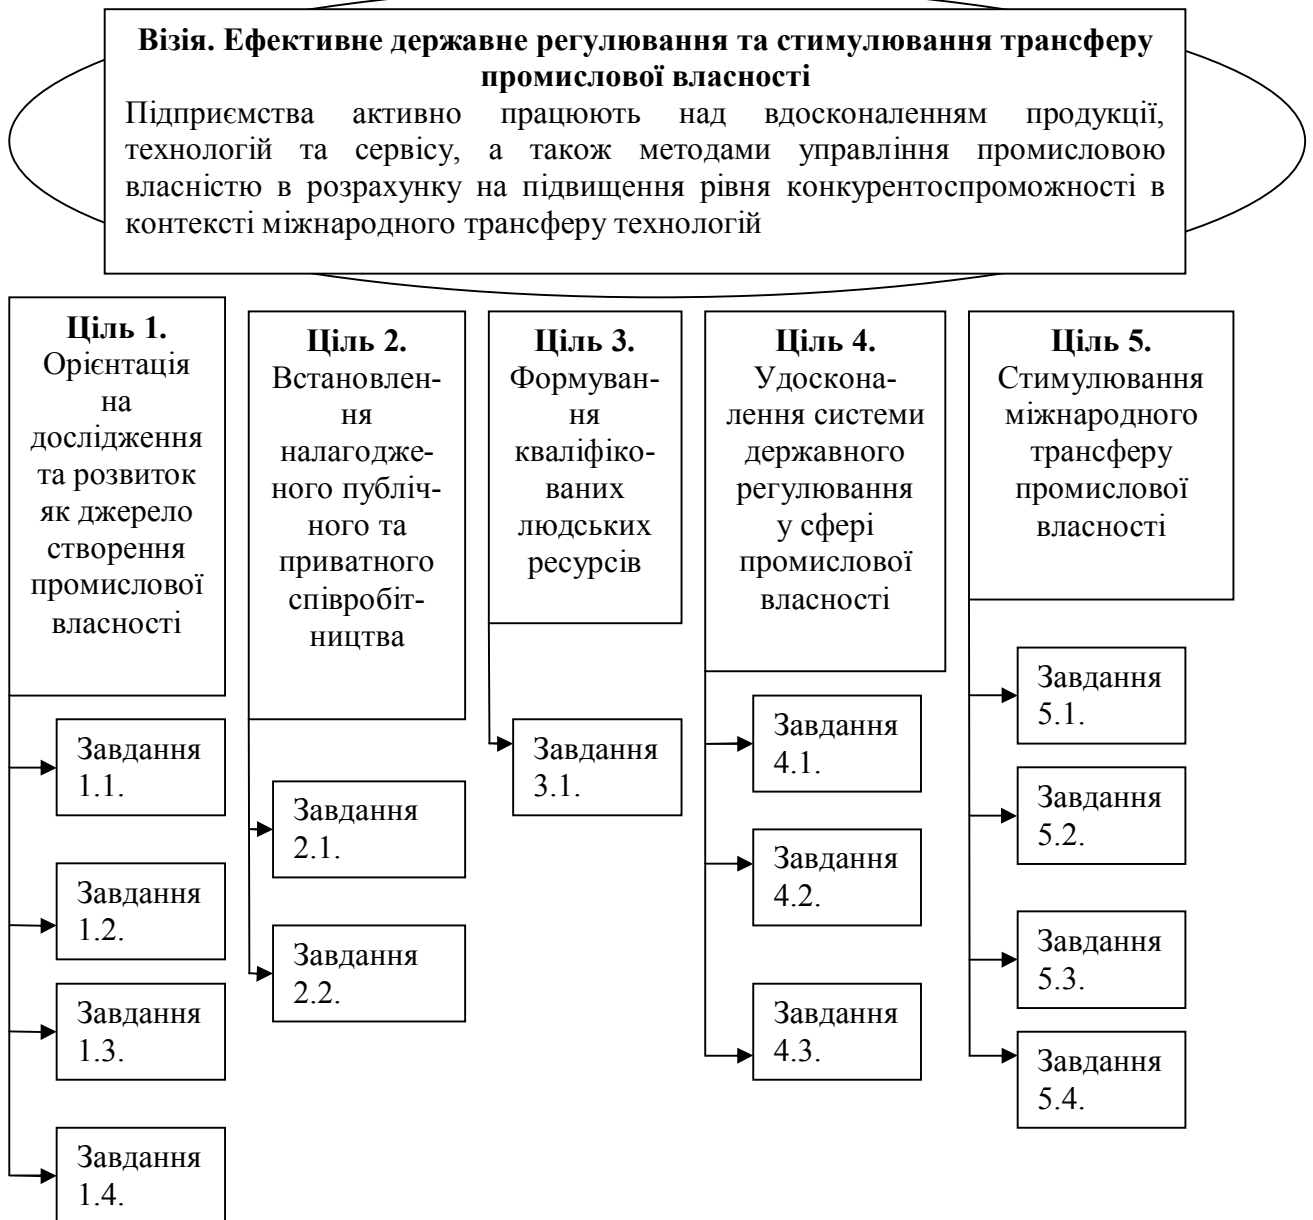 Візія. Ефективне державне регулювання та стимулювання трансферу
промислової власності
Підприємства активно працюють над вдосконаленням продукції,
технологій та сервісу, а також методами управління промисловою
власністю в розрахунку на підвищення рівня конкурентоспроможності в
контексті міжнародного трансферу технологій
Ціль 1.
Орієнтація
на
дослідження
та розвиток
як джерело
створення
промислової
власності
Завдання
1.1.
Завдання
1.2.
Завдання
1.3.
Завдання
1.4.
Ціль 2.
Встановлен-
ня
налагодже-
ного публіч-
ного та
приватного
співробіт-
ництва
Завдання
2.1.
Завдання
2.2.
Ціль 3.
Формуван-
ня
кваліфіко-
ваних
людських
ресурсів
Завдання
3.1.
Ціль 4.
Удоскона-
лення системи
державного
регулювання
у сфері
промислової
власності
Завдання
4.1.
Завдання
4.2.
Завдання
4.3.
Ціль 5.
Стимулювання
міжнародного
трансферу
промислової
власності
Завдання
5.1.
Завдання
5.2.
Завдання
5.3.
Завдання
5.4.